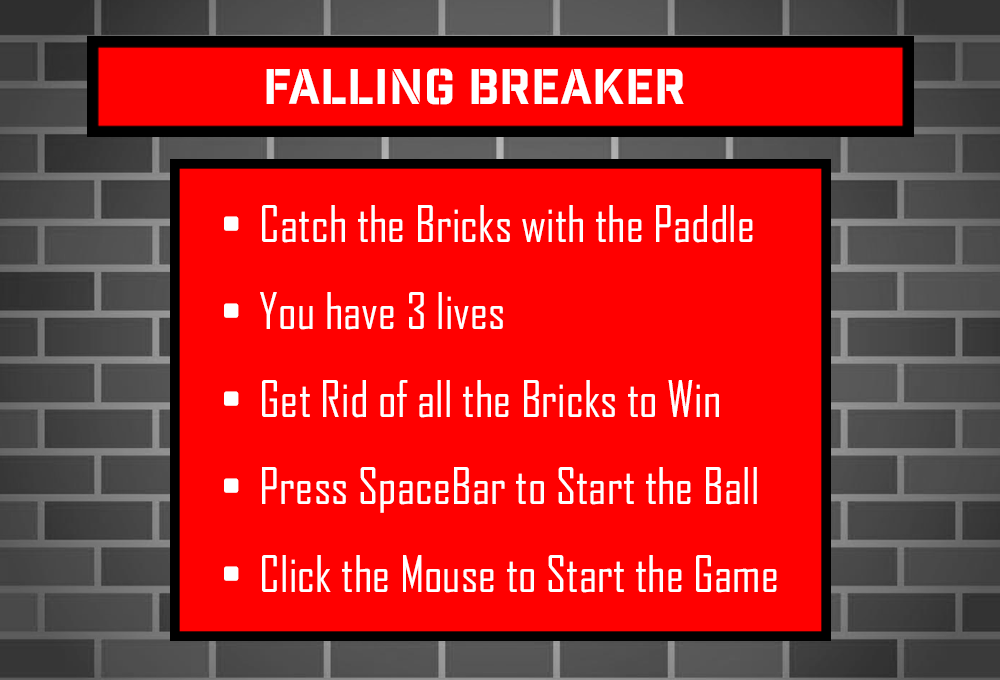 FALLING BREAKER
▪ Catch the Bricks with the Paddle
▪ You have 3 lives
▪ Get Rid of all the Bricks to Win
▪ Press SpaceBar to Start the Ball
▪ Click the Mouse to Start the Game